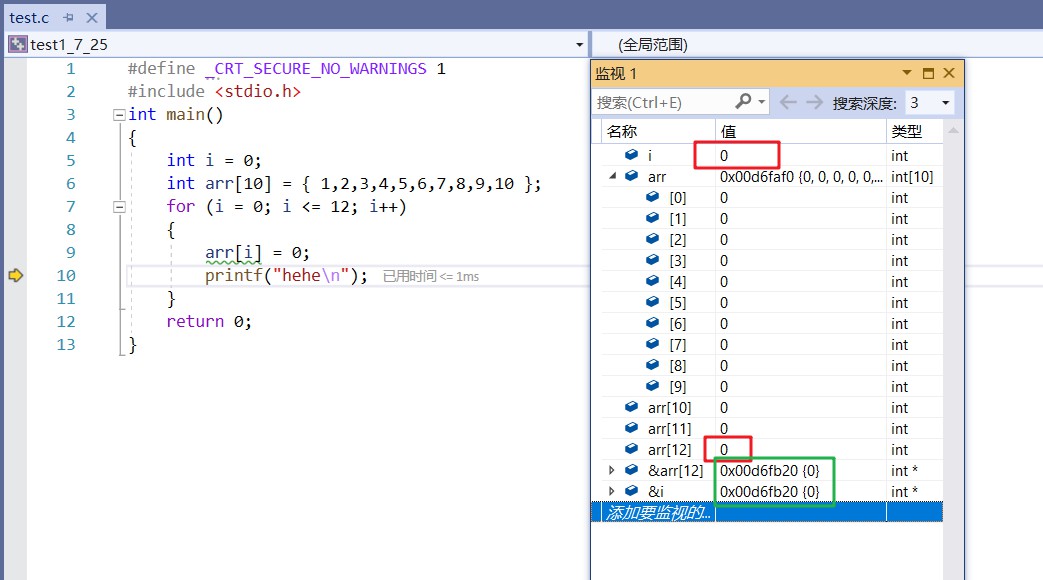 test.c
test1_7_25
(全局范围)
1 #define _CRT_SECURE_NO_WARNINGS 1
2 #include <stdio.h>
3 int main()
4 {
5 int i = 0;
6 int arr[10] = { 1,2,3,4,5,6,7,8,9,10 };
7 for (i = 0; i <= 12; i++)
8 {
9 arr[i] = 0;
10 printf("hehe\n"); 已用时间 <= 1ms
11 }
12 return 0;
13 }
监视 1
搜索(Ctrl+E) 搜索深度: 3
名称 值 类型
i 0 int
arr 0x00d6faf0 {0, 0, 0, 0, 0,... int[10]
[0] 0 int
[1] 0 int
[2] 0 int
[3] 0 int
[4] 0 int
[5] 0 int
[6] 0 int
[7] 0 int
[8] 0 int
[9] 0 int
arr[10] 0 int
arr[11] 0 int
arr[12] 0 int
&arr[12] 0x00d6fb20 {0} int *
&i 0x00d6fb20 {0} int *
添加要监视的...